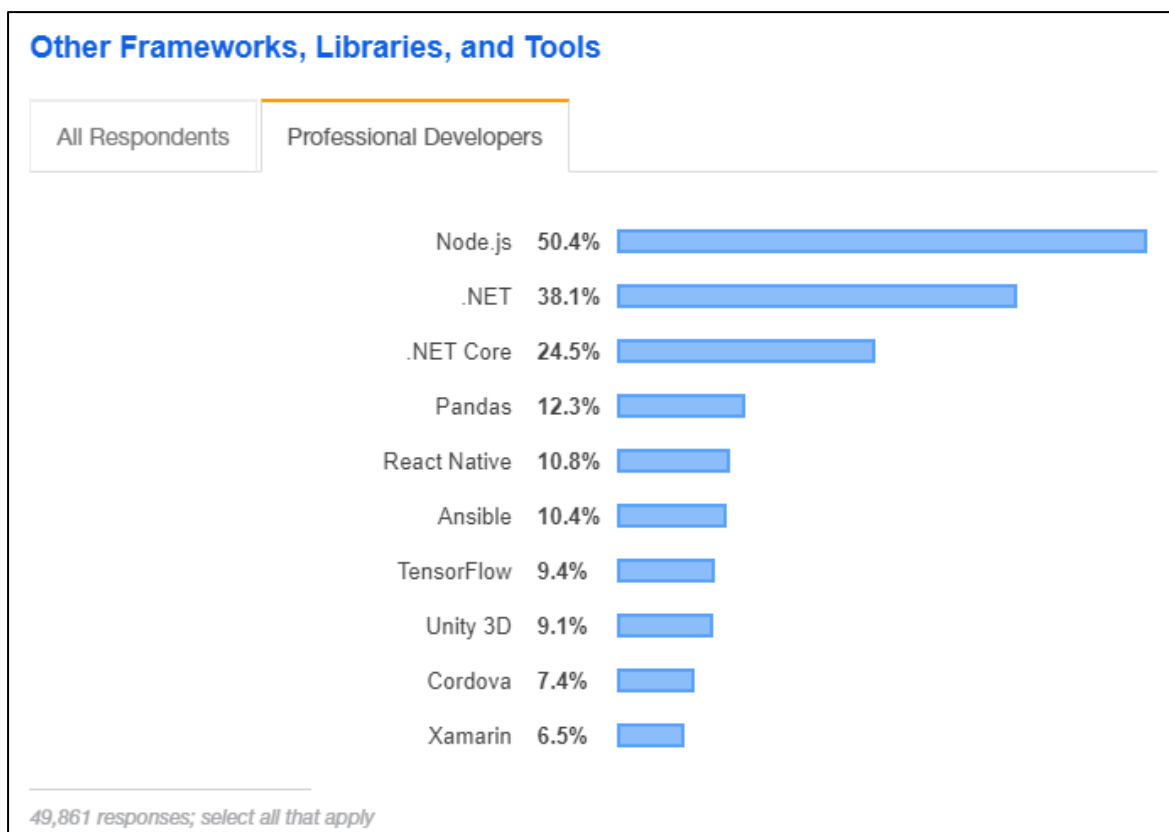 Other Frameworks, Libraries, and Tools
All Respondents Professional Developers
Node.js 50.4%
.NET 38.1%
.NET Core 24.5%
Pandas 12.3%
React Native 10.8%
Ansible 10.4%
TensorFlow 9.4%
Unity 3D 9.1%
Cordova 7.4%
Xamarin 6.5%
49,861 responses; select all that apply